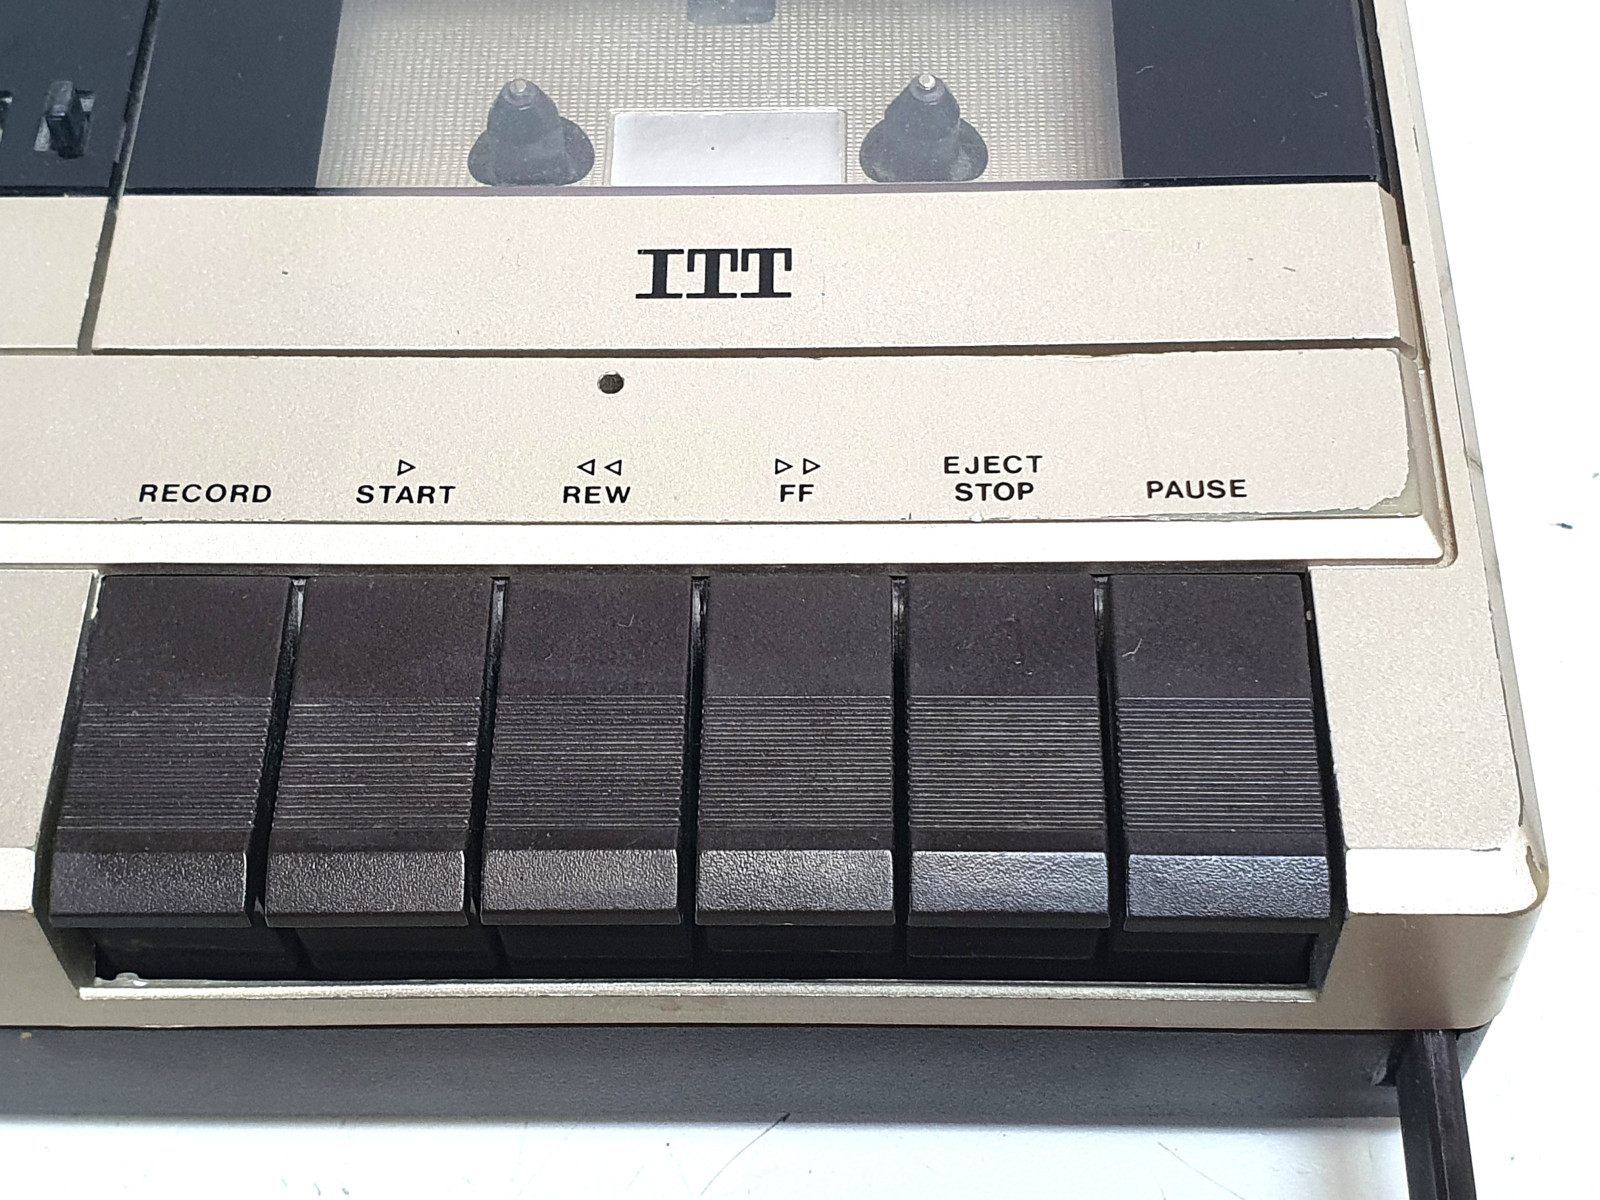 ITT
RECORD
▷
START
◁◁
REW
▷▷
FF
EJECT
STOP
PAUSE